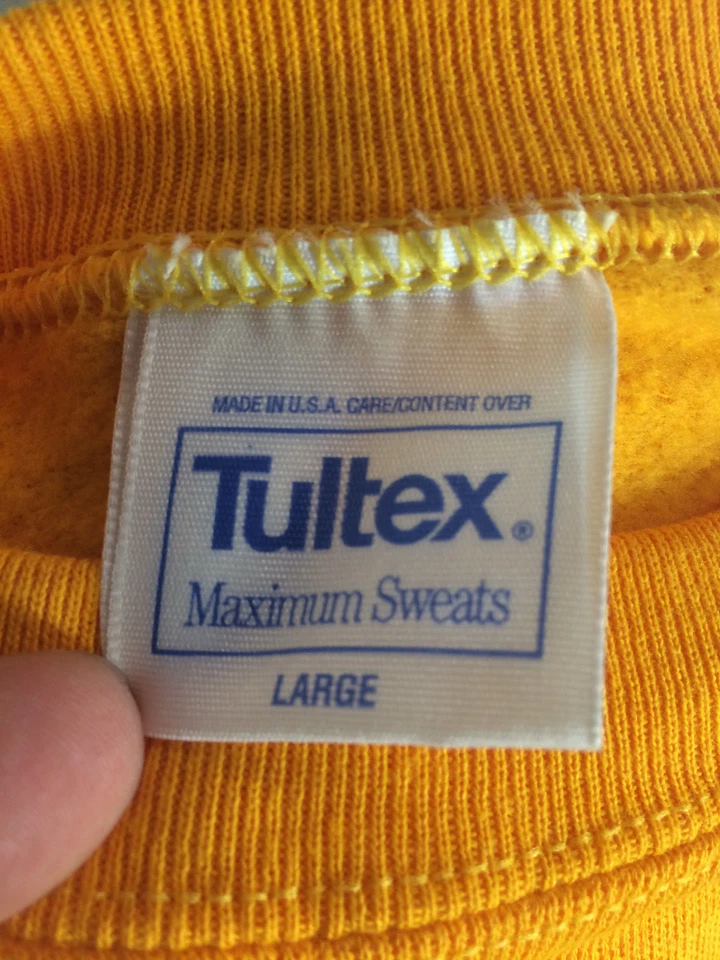 MADE IN U.S.A. CARE/CONTENT OVER
Tultex®
Maximum Sweats
LARGE